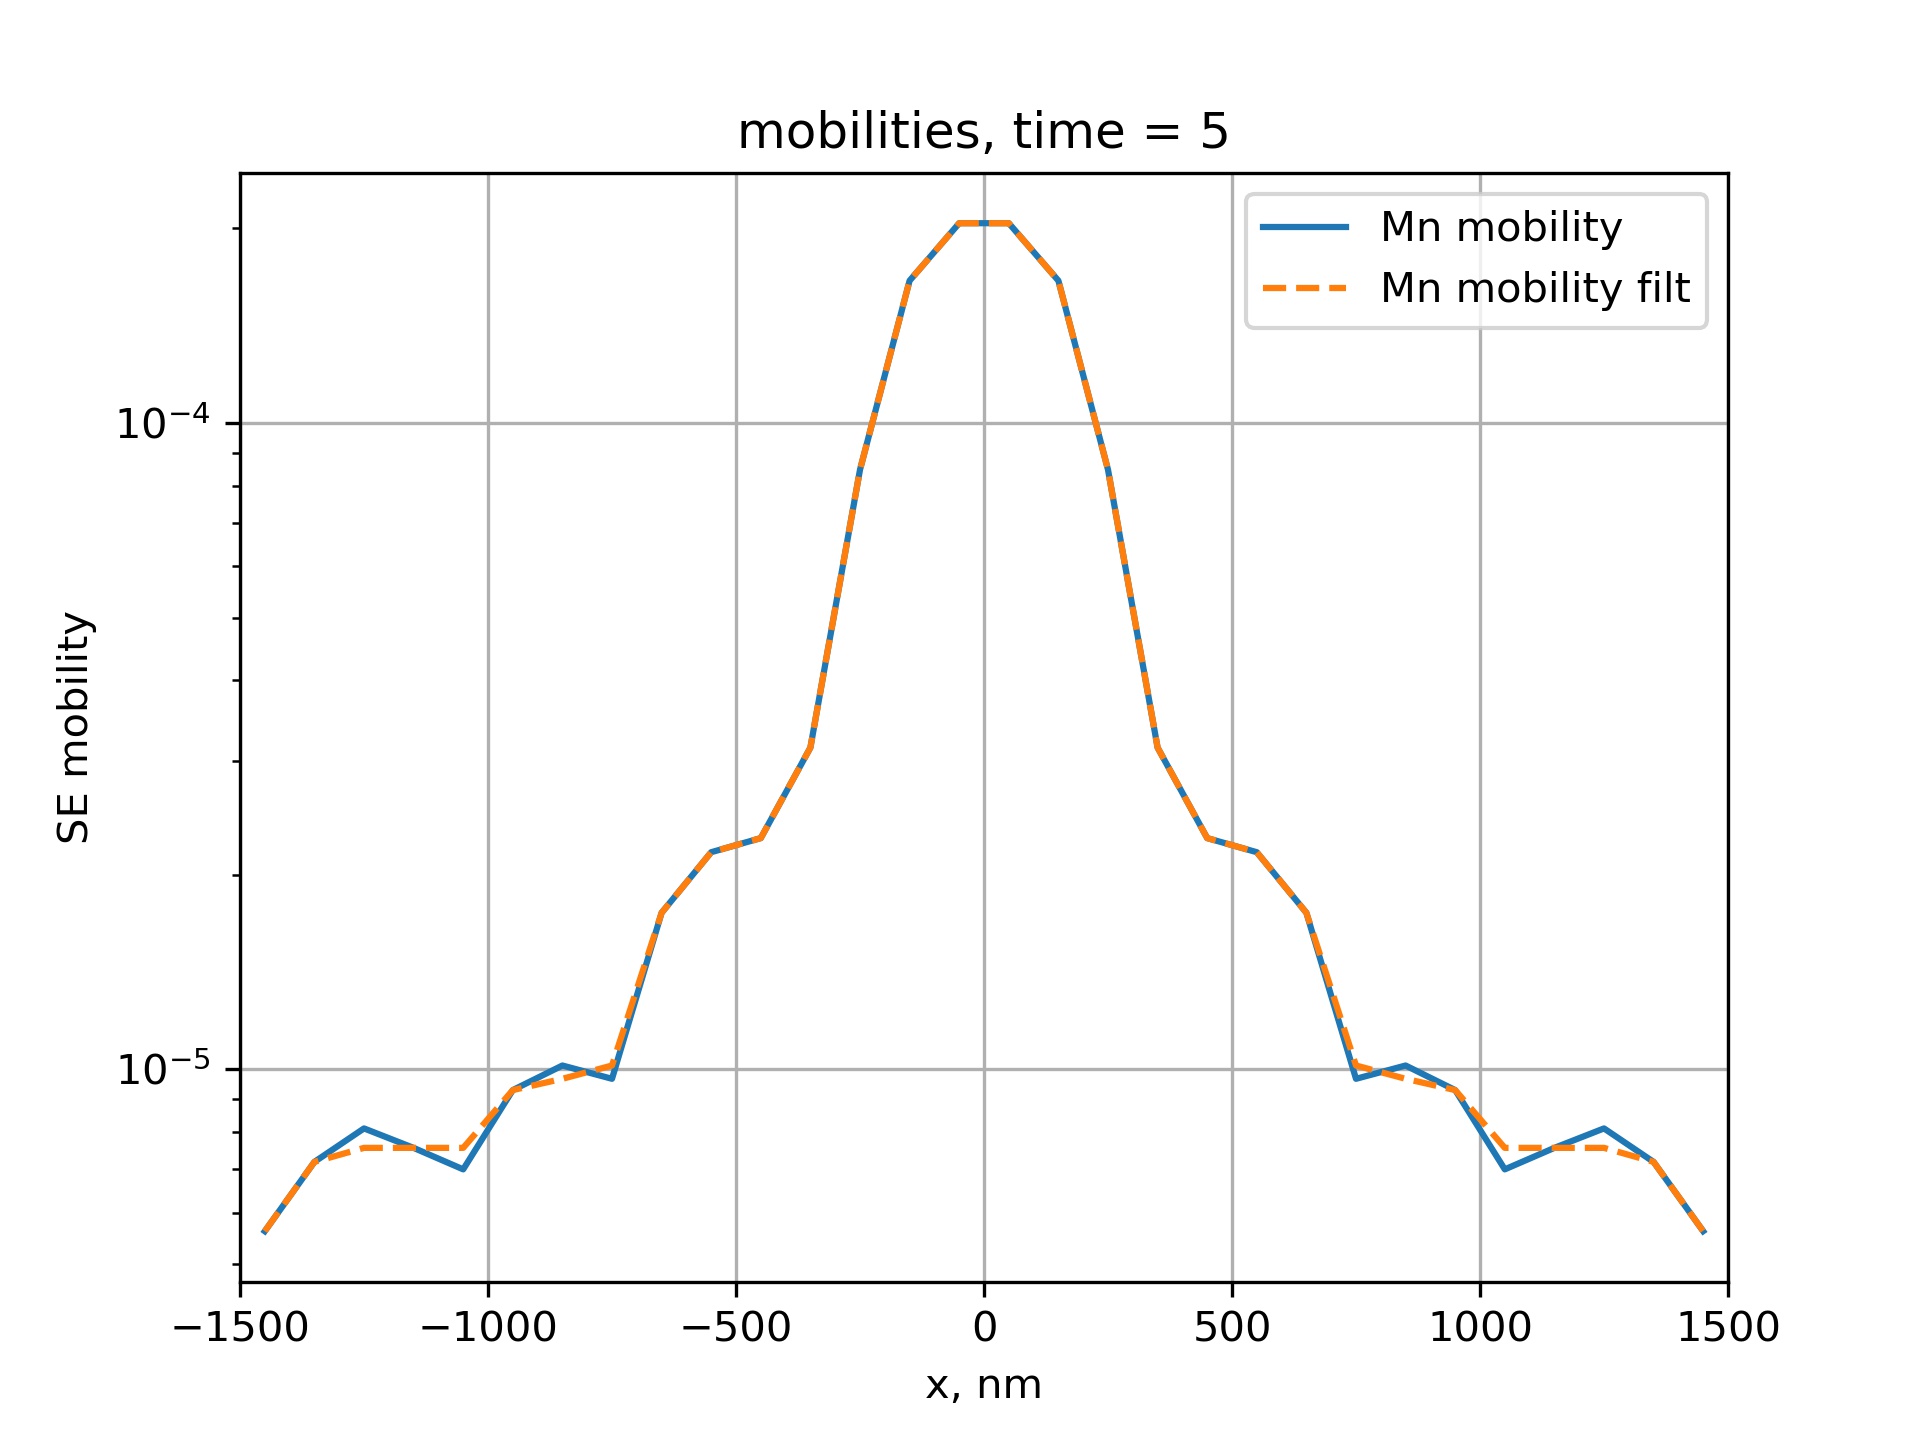 mobilities, time = 5
Mn mobility
Mn mobility filt
SE mobility
10⁻⁴
10⁻⁵
−1500 −1000 −500 0 500 1000 1500
x, nm